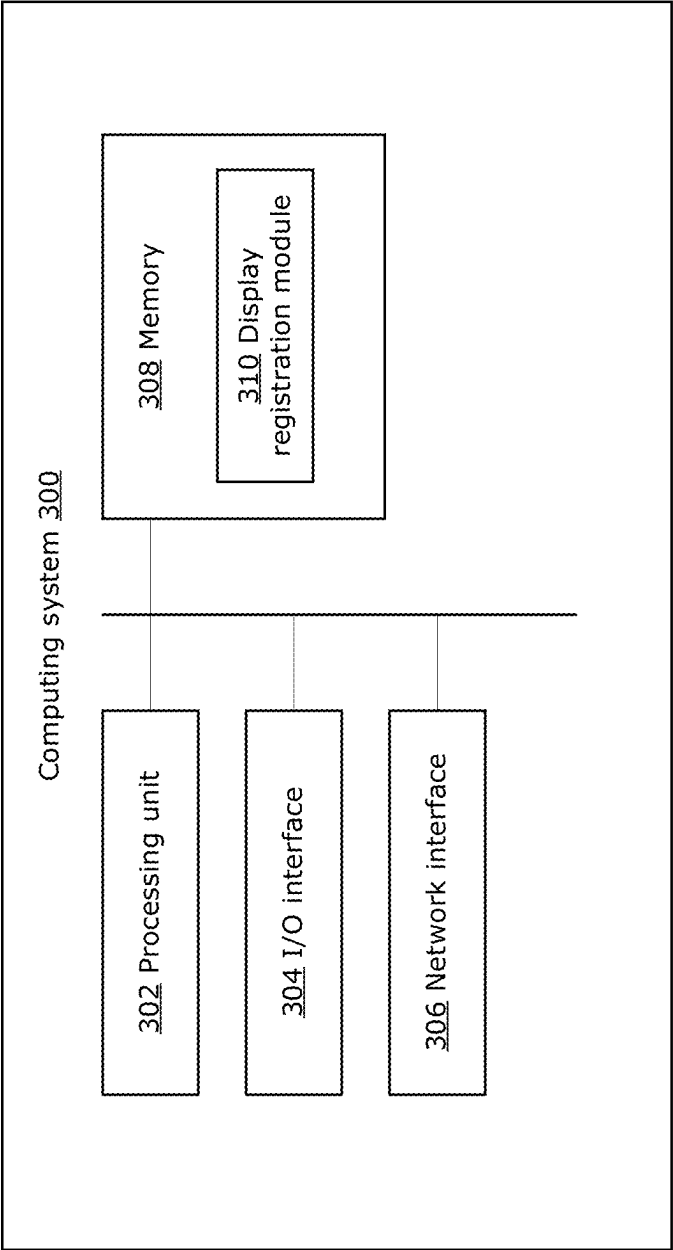 Computing system 300
302 Processing unit
304 I/O interface
306 Network interface
308 Memory
310 Display
registration module